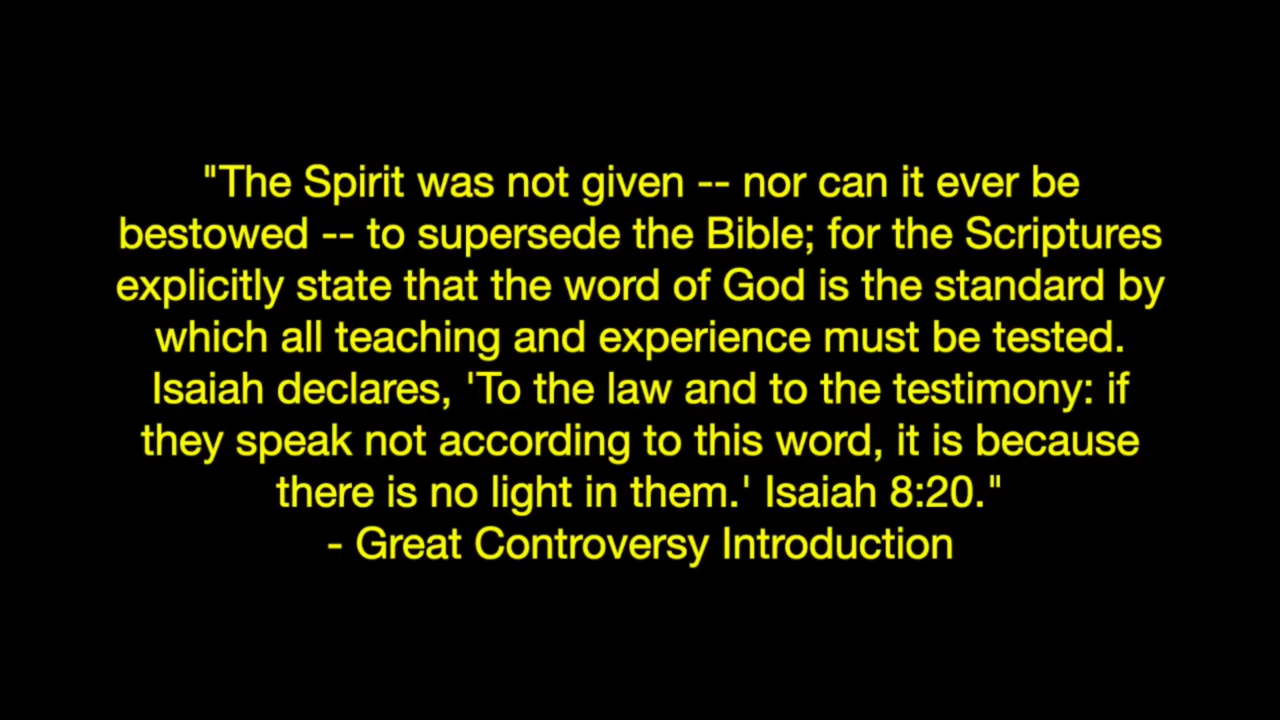 "The Spirit was not given -- nor can it ever be
bestowed -- to supersede the Bible; for the Scriptures
explicitly state that the word of God is the standard by
which all teaching and experience must be tested.
Isaiah declares, 'To the law and to the testimony: if
they speak not according to this word, it is because
there is no light in them.' Isaiah 8:20."
- Great Controversy Introduction